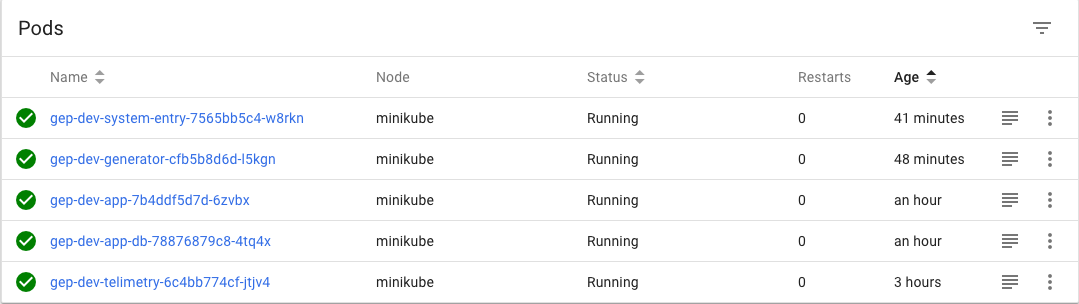 Pods
Name Node Status Restarts Age
gep-dev-system-entry-7565bb5c4-w8rkn minikube Running 0 41 minutes
gep-dev-generator-cfb5b8d6d-l5kgn minikube Running 0 48 minutes
gep-dev-app-7b4ddf5d7d-6zvbx minikube Running 0 an hour
gep-dev-app-db-78876879c8-4tq4x minikube Running 0 an hour
gep-dev-telimetry-6c4bb774cf-jtjv4 minikube Running 0 3 hours